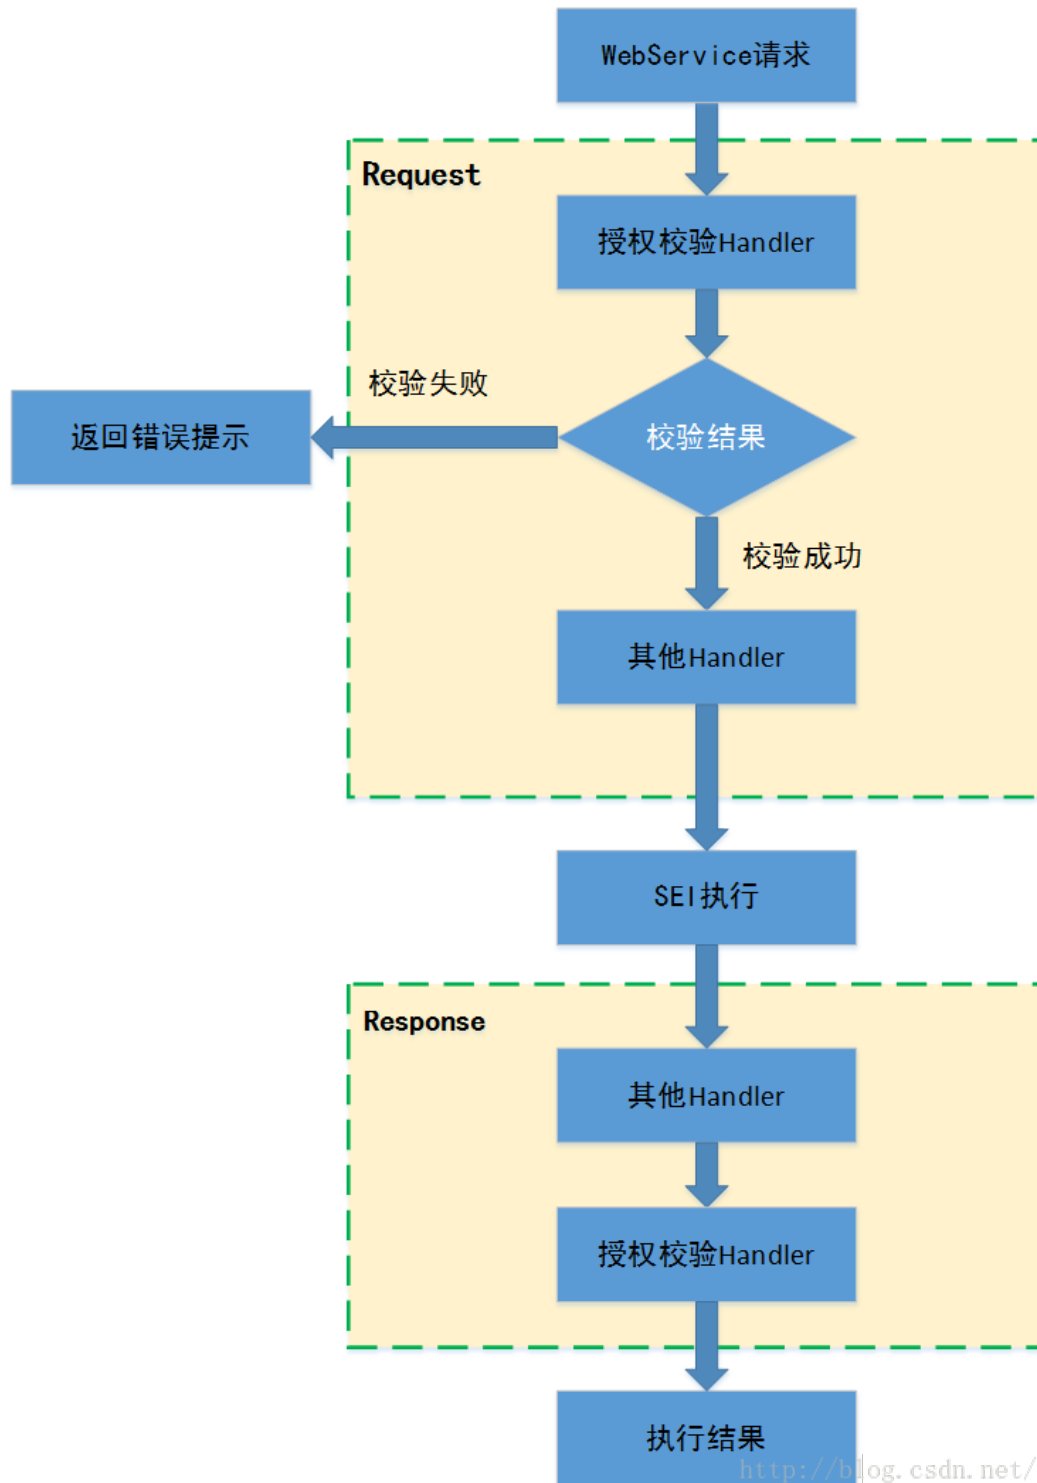 WebService请求
Request
授权校验Handler
校验失败
返回错误提示
校验结果
校验成功
其他Handler
SEI执行
Response
其他Handler
授权校验Handler
执行结果
http://blog.csdn.net/